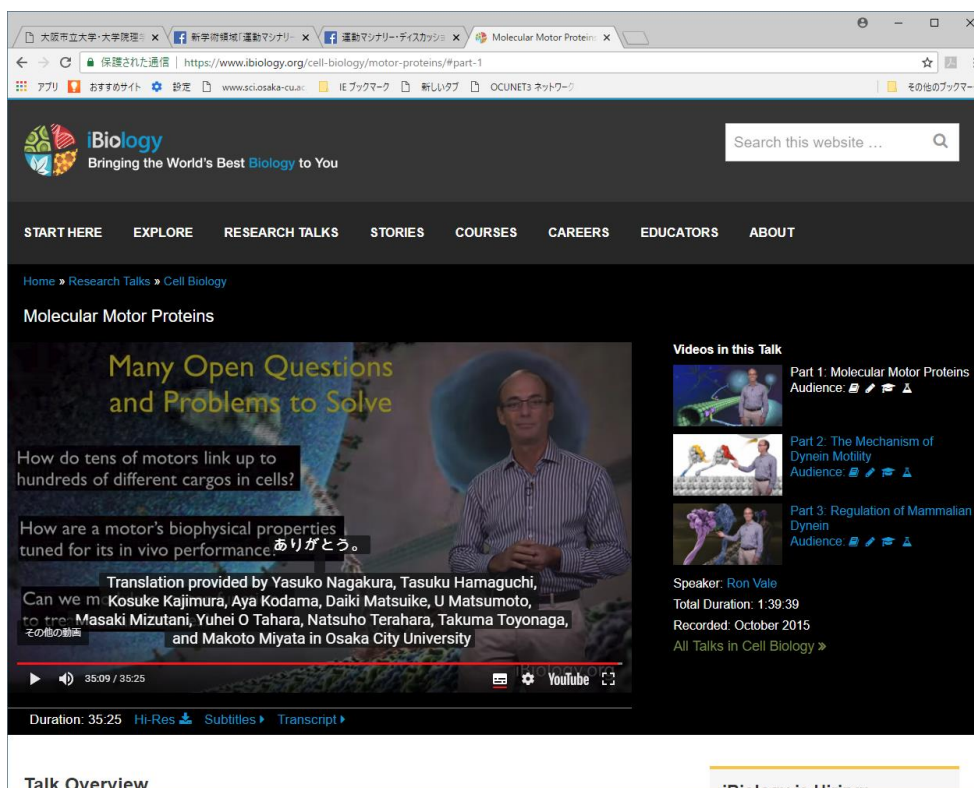 大阪市立大学・大学院理
新学術領域「運動マシナリー
運動マシナリー・ディスカッショ
Molecular Motor Protein
保護された通信 | https://www.ibiology.org/cell-biology/motor-proteins/#part-1
アプリ おすすめサイト 設定 www.sci.osaka-cu.ac IEブックマーク 新しいタブ OCUNET3 ネットワーク その他のブックマー
iBiology
Bringing the World's Best Biology to You
Search this website ...
START HERE EXPLORE RESEARCH TALKS STORIES COURSES CAREERS EDUCATORS ABOUT
Home » Research Talks » Cell Biology
Molecular Motor Proteins
Many Open Questions
and Problems to Solve
How do tens of motors link up to
hundreds of different cargos in cells?
How are a motor's biophysical properties
tuned for its in vivo performance?
ありがとう。
Can we m
to tre
Translation provided by Yasuko Nagakura, Tasuku Hamaguchi,
Kosuke Kajimura, Aya Kodama, Daiki Matsuike, U Matsumoto,
Masaki Mizutani, Yuhei O Tahara, Natsuho Terahara, Takuma Toyonaga,
and Makoto Miyata in Osaka City University
その他の動画
iBiology.org
35:09 / 35:25
YouTube
Duration: 35:25 Hi-Res Subtitles Transcript
Videos in this Talk
Part 1: Molecular Motor Proteins
Audience:
Part 2: The Mechanism of
Dynein Motility
Audience:
Part 3: Regulation of Mammalian
Dynein
Audience:
Speaker: Ron Vale
Total Duration: 1:39:39
Recorded: October 2015
All Talks in Cell Biology »
Talk Overview
iBiology is Hiring